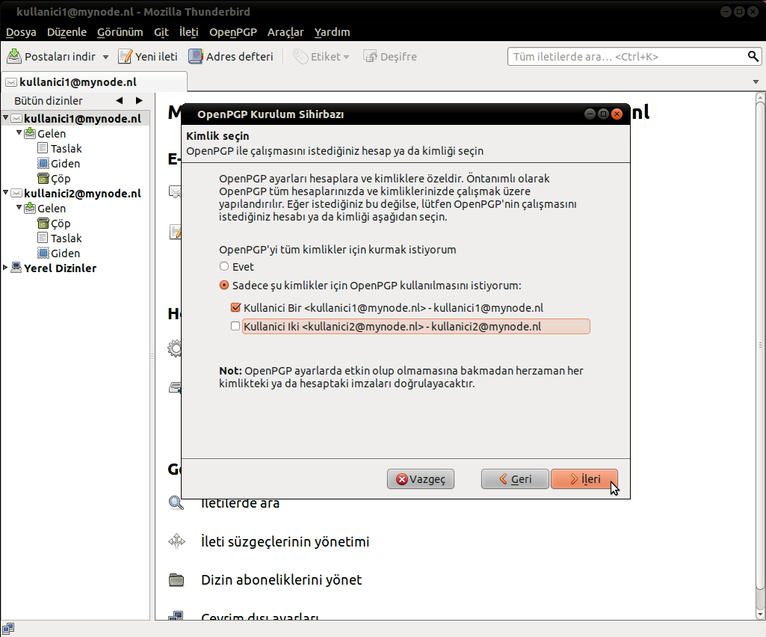 kullanici1@mynode.nl - Mozilla Thunderbird
Dosya Düzenle Görünüm Git İleti OpenPGP Araçlar Yardım
Postaları indir Yeni ileti Adres defteri Etiket Deşifre Tüm iletilerde ara... <Ctrl+K>
kullanici1@mynode.nl
Bütün dizinler
kullanici1@mynode.nl
Gelen
Taslak
Giden
Çöp
kullanici2@mynode.nl
Gelen
Çöp
Taslak
Giden
Yerel Dizinler
nl
OpenPGP Kurulum Sihirbazı
Kimlik seçin
OpenPGP ile çalışmasını istediğiniz hesap ya da kimliği seçin
OpenPGP ayarları hesaplara ve kimliklere özeldir. Öntanımlı olarak
OpenPGP tüm hesaplarınızda ve kimliklerinizde çalışmak üzere
yapılandırılır. Eğer istediğiniz bu değilse, lütfen OpenPGP'nin çalışmasını
istediğiniz hesabı ya da kimliği aşağıdan seçin.
OpenPGP'yi tüm kimlikler için kurmak istiyorum
Evet
Sadece şu kimlikler için OpenPGP kullanılmasını istiyorum:
Kullanici Bir <kullanici1@mynode.nl> - kullanici1@mynode.nl
Kullanici Iki <kullanici2@mynode.nl> - kullanici2@mynode.nl
Not: OpenPGP ayarlarda etkin olup olmamasına bakmadan herzaman her
kimlikteki ya da hesaptaki imzaları doğrulayacaktır.
Vazgeç Geri İleri
İletilerde ara
İleti süzgeçlerinin yönetimi
Dizin aboneliklerini yönet
Çevrim dışı ayarları